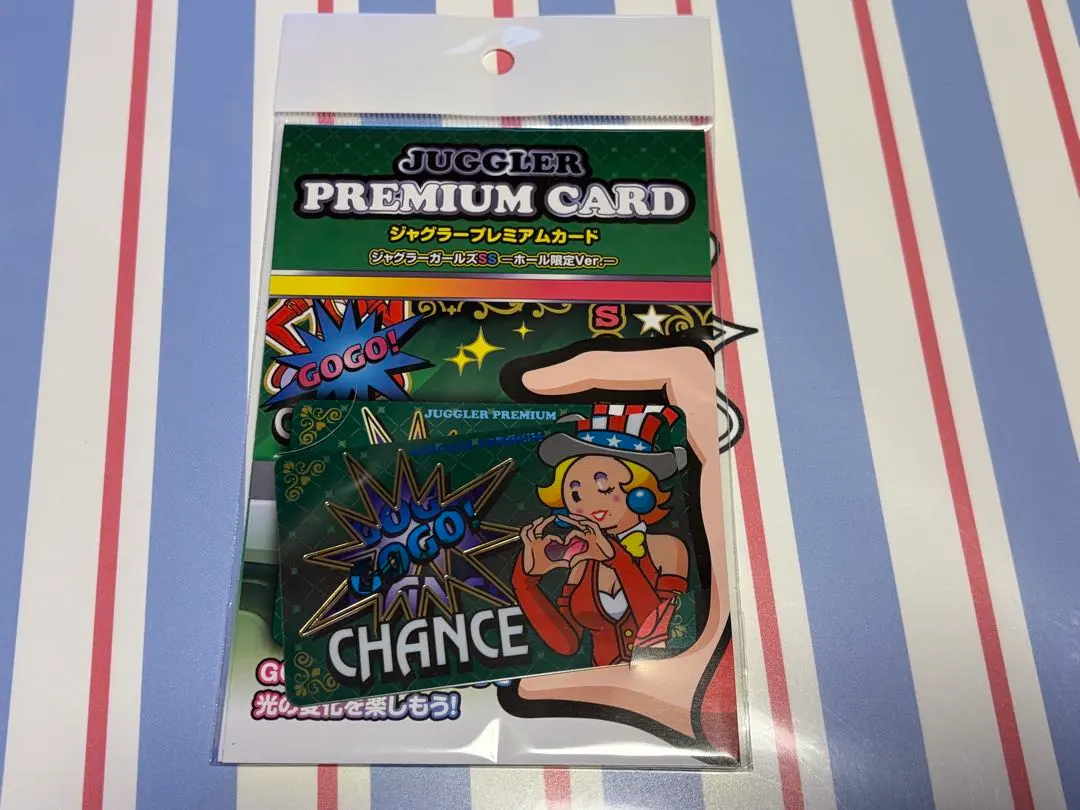 JUGGLER
PREMIUM CARD
ジャグラープレミアムカード
ジャグラーガールズSS ーホール限定Ver.ー
S
GOGO!
JUGGLER PREMIUM
GOGO!
CHANCE
光の変化を楽しもう!